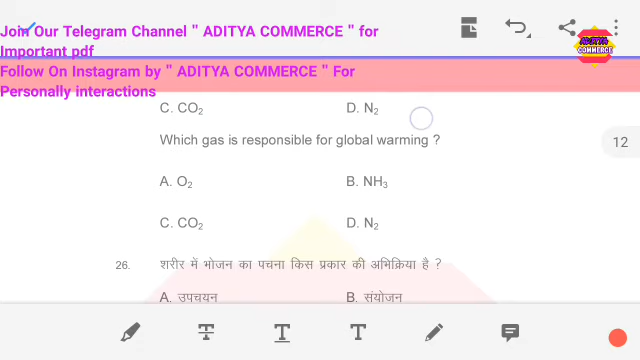 Join Our Telegram Channel " ADITYA COMMERCE " for
Important pdf
Follow On Instagram by " ADITYA COMMERCE " For
Personally interactions
ADITYA
COMMERCE
C. CO₂ D. N₂
Which gas is responsible for global warming ?
12
A. O₂ B. NH₃
C. CO₂ D. N₂
26. शरीर में भोजन का पचना किस प्रकार की अभिक्रिया है ?
A. उपचयन B. संयोजन